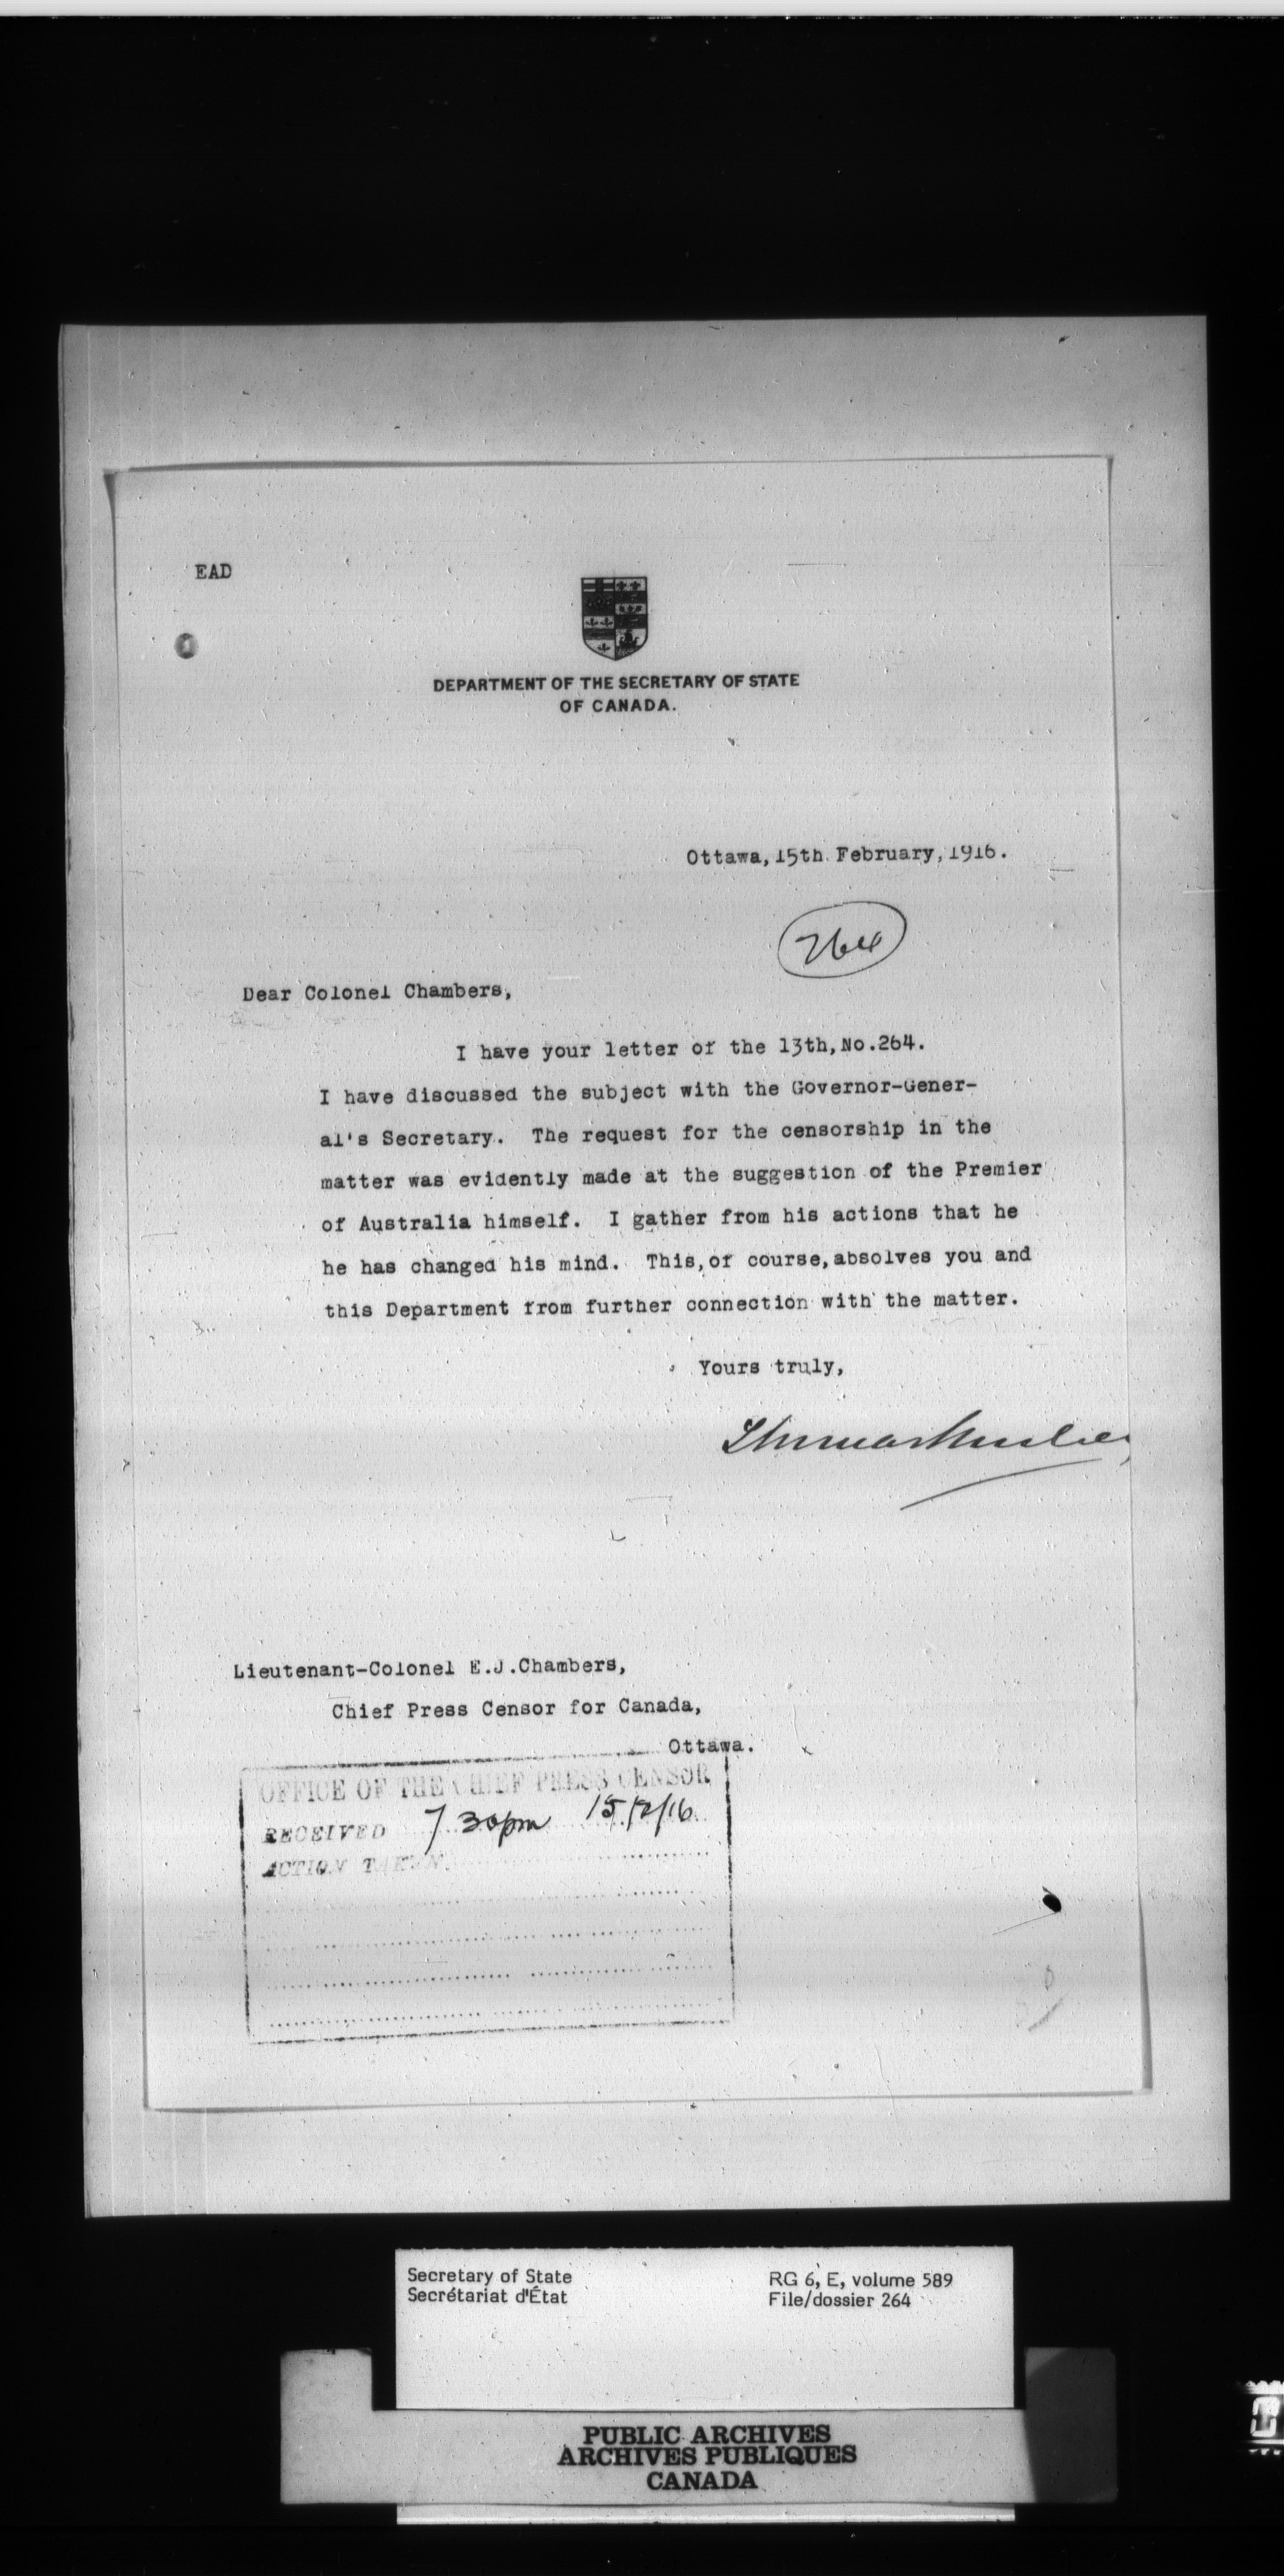 EAD
DEPARTMENT OF THE SECRETARY OF STATE
OF CANADA.
Ottawa, 15th February, 1916.
264
Dear Colonel Chambers,
I have your letter of the 13th, No.264.
I have discussed the subject with the Governor-Gener-
al's Secretary. The request for the censorship in the
matter was evidently made at the suggestion of the Premier
of Australia himself. I gather from his actions that he
he has changed his mind. This, of course, absolves you and
this Department from further connection with the matter.
Yours truly,
Thomas Mulvey
Lieutenant-Colonel E.J.Chambers,
Chief Press Censor for Canada,
Ottawa.
OFFICE OF THE CHIEF PRESS CENSOR
RECEIVED 7 30pm 15/2/16
ACTION TAKEN
Secretary of State
Secrétariat d'État
RG 6, E, volume 589
File/dossier 264
PUBLIC ARCHIVES
ARCHIVES PUBLIQUES
CANADA